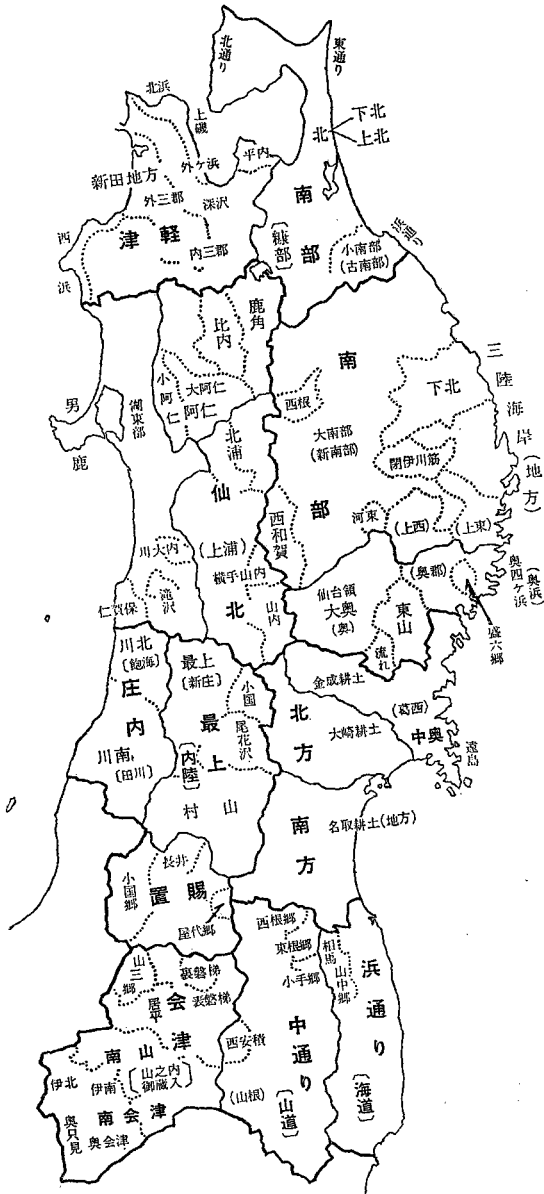 北通り
東通り
北浜
上磯
下北
北
上北
外ヶ浜
平内
新田地方
外三郡
深沢
南部
[糠部]
小南部
(古南部)
浜通り
西浜
津軽
内三郡
鹿角
比内
小阿仁
大阿仁
阿仁
男鹿
湖東部
北浦
仙北
南部
西根
大南部
(新南部)
下北
三陸海岸(地方)
閉伊川筋
河東
(上西)
(上東)
西和賀
川大内
(上浦)
横手山内
山内
仁賀保
滝沢
仙台領
大奥
(奥)
東山
流れ
(奥郡)
奥四ヶ浜
(奥浜)
盛六郷
川北
[飽海]
庄内
川南
[田川]
最上
[新庄]
小国
尾花沢
最上
[内陸]
村山
金成耕土
北方
大崎耕土
(葛西)
中奥
遠島
南方
名取耕土(地方)
長井
小国郷
置賜
屋代郷
西根郷
東根郷
小手郷
相馬
山中郷
浜通り
[海道]
中通り
[山道]
(山根)
西安積
山三郷
裏磐梯
表磐梯
居平
会津
南山
伊北
伊南
[山之内
御蔵入]
南会津
奥只見
奥会津